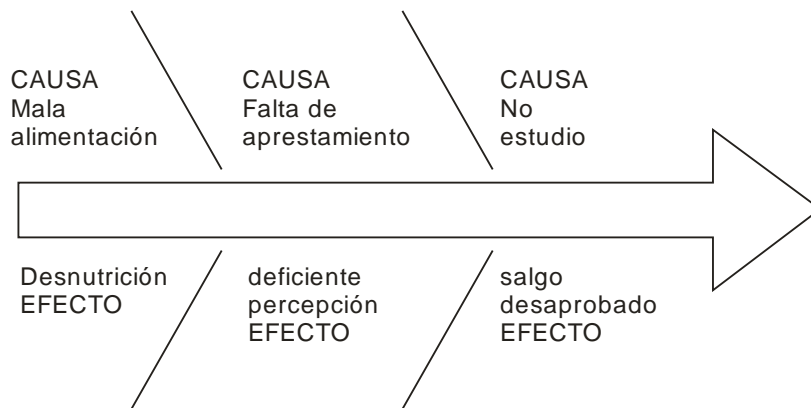 CAUSA
Mala
alimentación
CAUSA
Falta de
aprestamiento
CAUSA
No
estudio
Desnutrición
EFECTO
deficiente
percepción
EFECTO
salgo
desaprobado
EFECTO